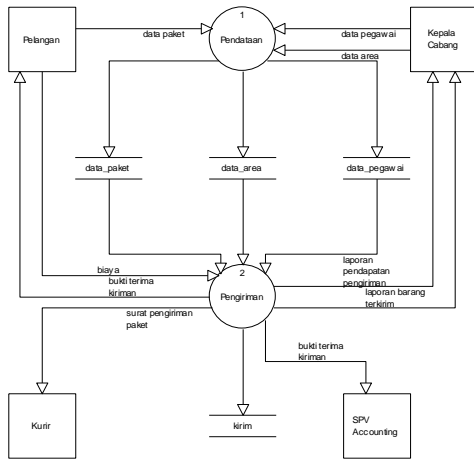 1
Pelangan
data paket
Pendataan
data pegawai
Kepala
Cabang
data area
data_paket
data_area
data_pegawai
2
biaya
bukti terima
kiriman
Pengiriman
laporan
pendapatan
pengiriman
laporan barang
terkirim
surat pengiriman
paket
bukti terima
kiriman
Kurir
kirim
SPV
Accounting